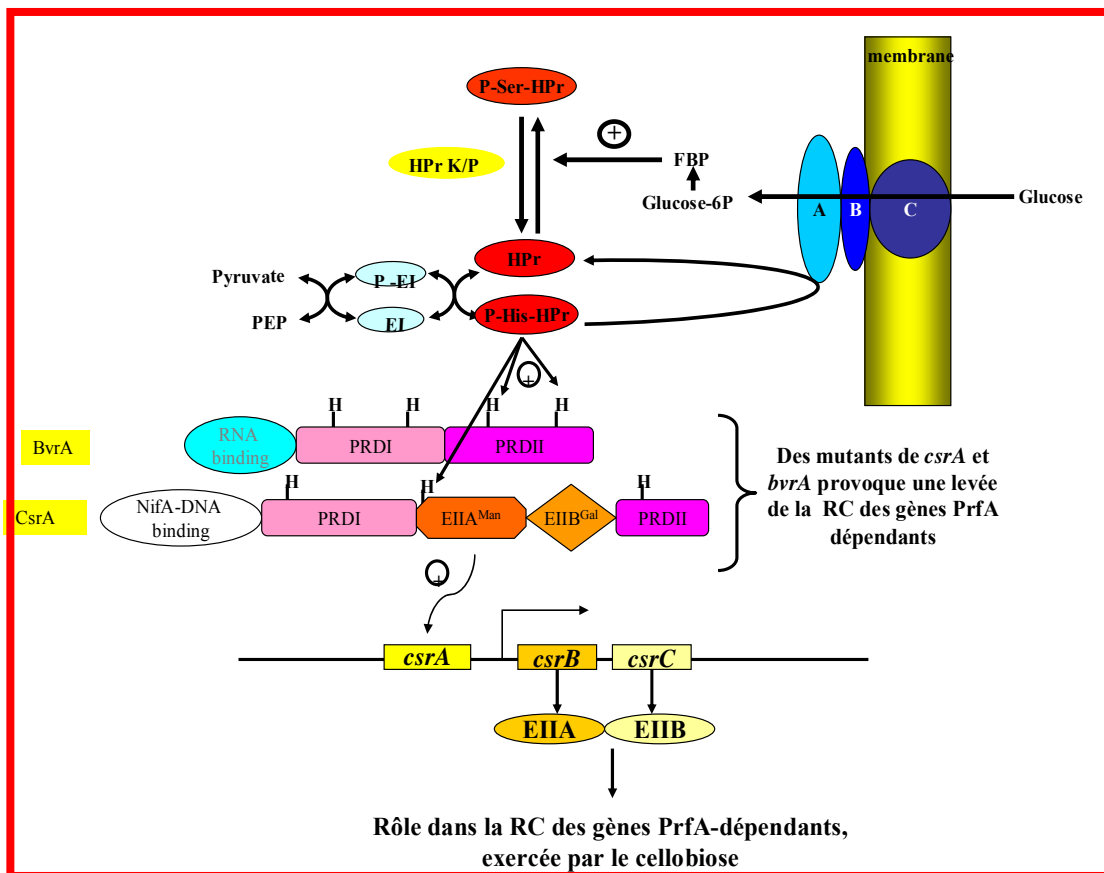 membrane
P-Ser-HPr
+
HPr K/P
FBP
Glucose-6P
Glucose
A
B
C
HPr
Pyruvate
P -EI
PEP
EI
P-His-HPr
+
H
H
H
H
BvrA
RNA
binding
PRDI
PRDII
H
H
H
CsrA
NifA-DNA
binding
PRDI
EIIAMan
EIIBGal
PRDII
Des mutants de csrA et
bvrA provoque une levée
de la RC des gènes PrfA
dépendants
+
csrA
csrB
csrC
EIIA
EIIB
Rôle dans la RC des gènes PrfA-dépendants,
exercée par le cellobiose